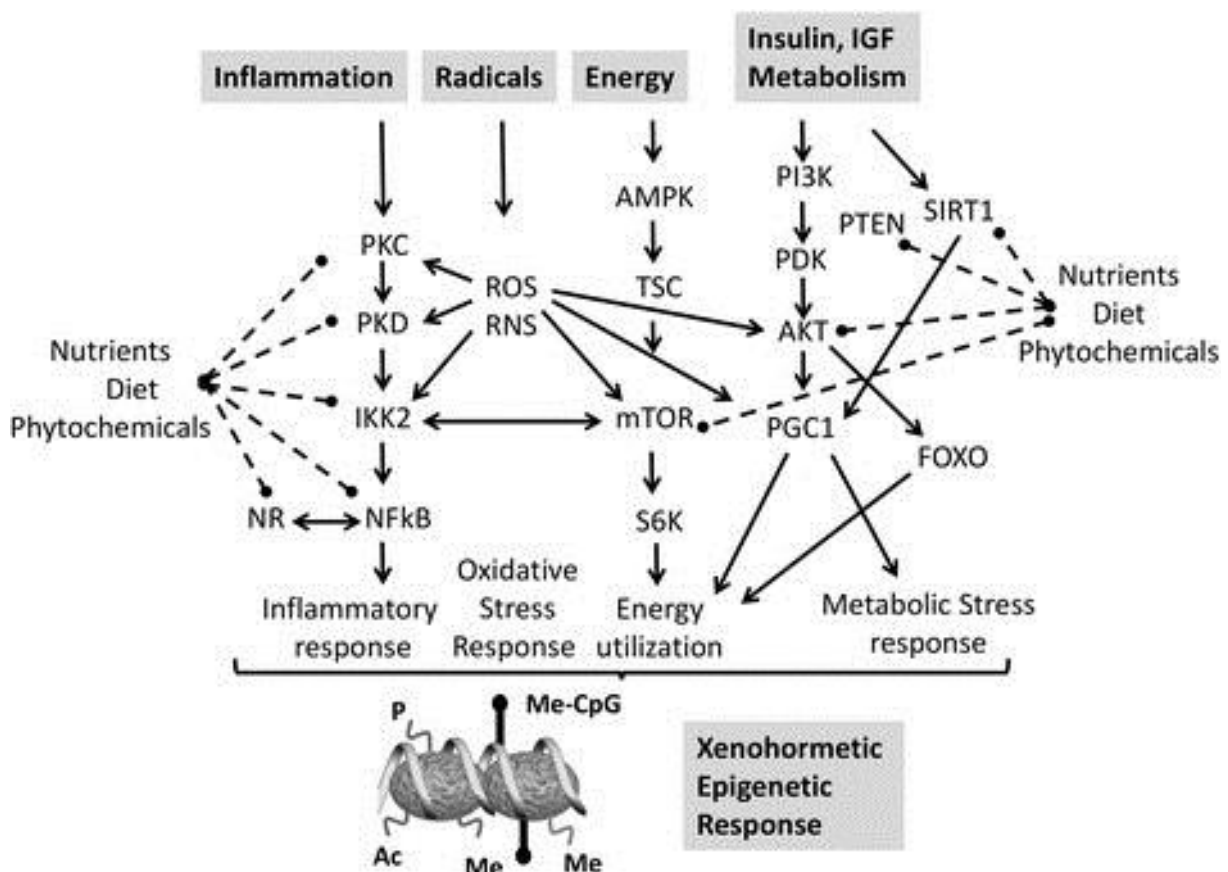 Inflammation
Radicals
Energy
Insulin, IGF
Metabolism
PI3K
AMPK
SIRT1
PTEN
PKC
PDK
ROS
TSC
Nutrients
Diet
Phytochemicals
PKD
RNS
AKT
Nutrients
Diet
Phytochemicals
IKK2
mTOR
PGC1
FOXO
NR
NFkB
S6K
Inflammatory
response
Oxidative
Stress
Response
Energy
utilization
Metabolic Stress
response
P
Me-CpG
Ac
Me
Me
Xenohormetic
Epigenetic
Response